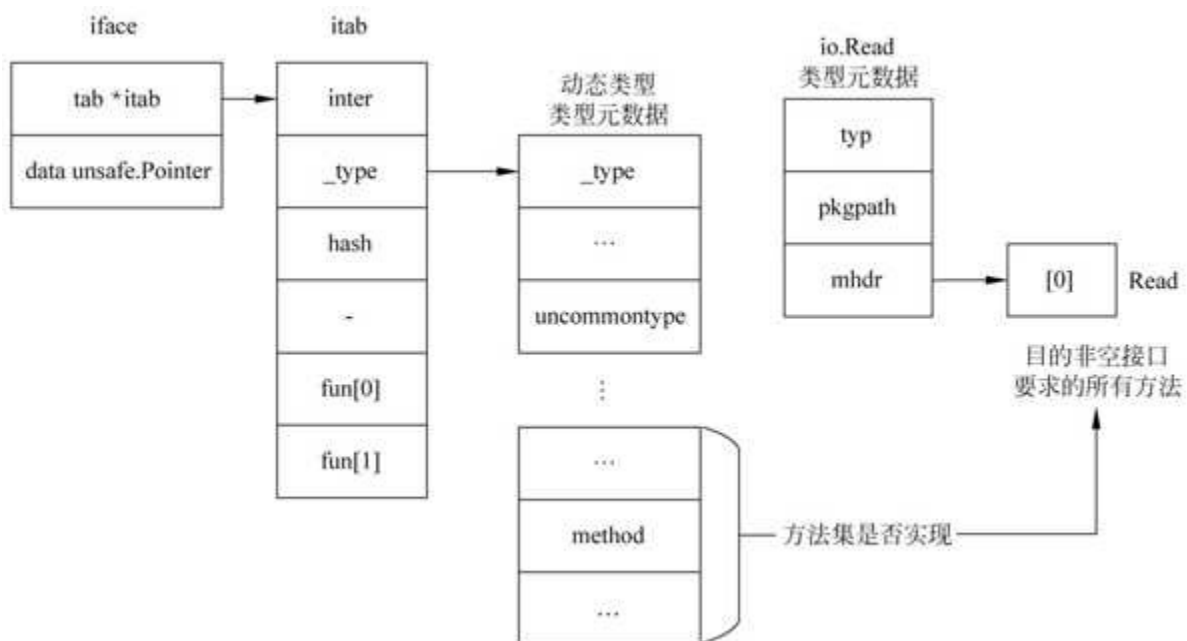 iface
tab *itab
data unsafe.Pointer
itab
inter
_type
hash
-
fun[0]
fun[1]
动态类型
类型元数据
_type
…
uncommontype
⋮
…
method
…
io.Read
类型元数据
typ
pkgpath
mhdr
[0]
Read
目的非空接口
要求的所有方法
方法集是否实现